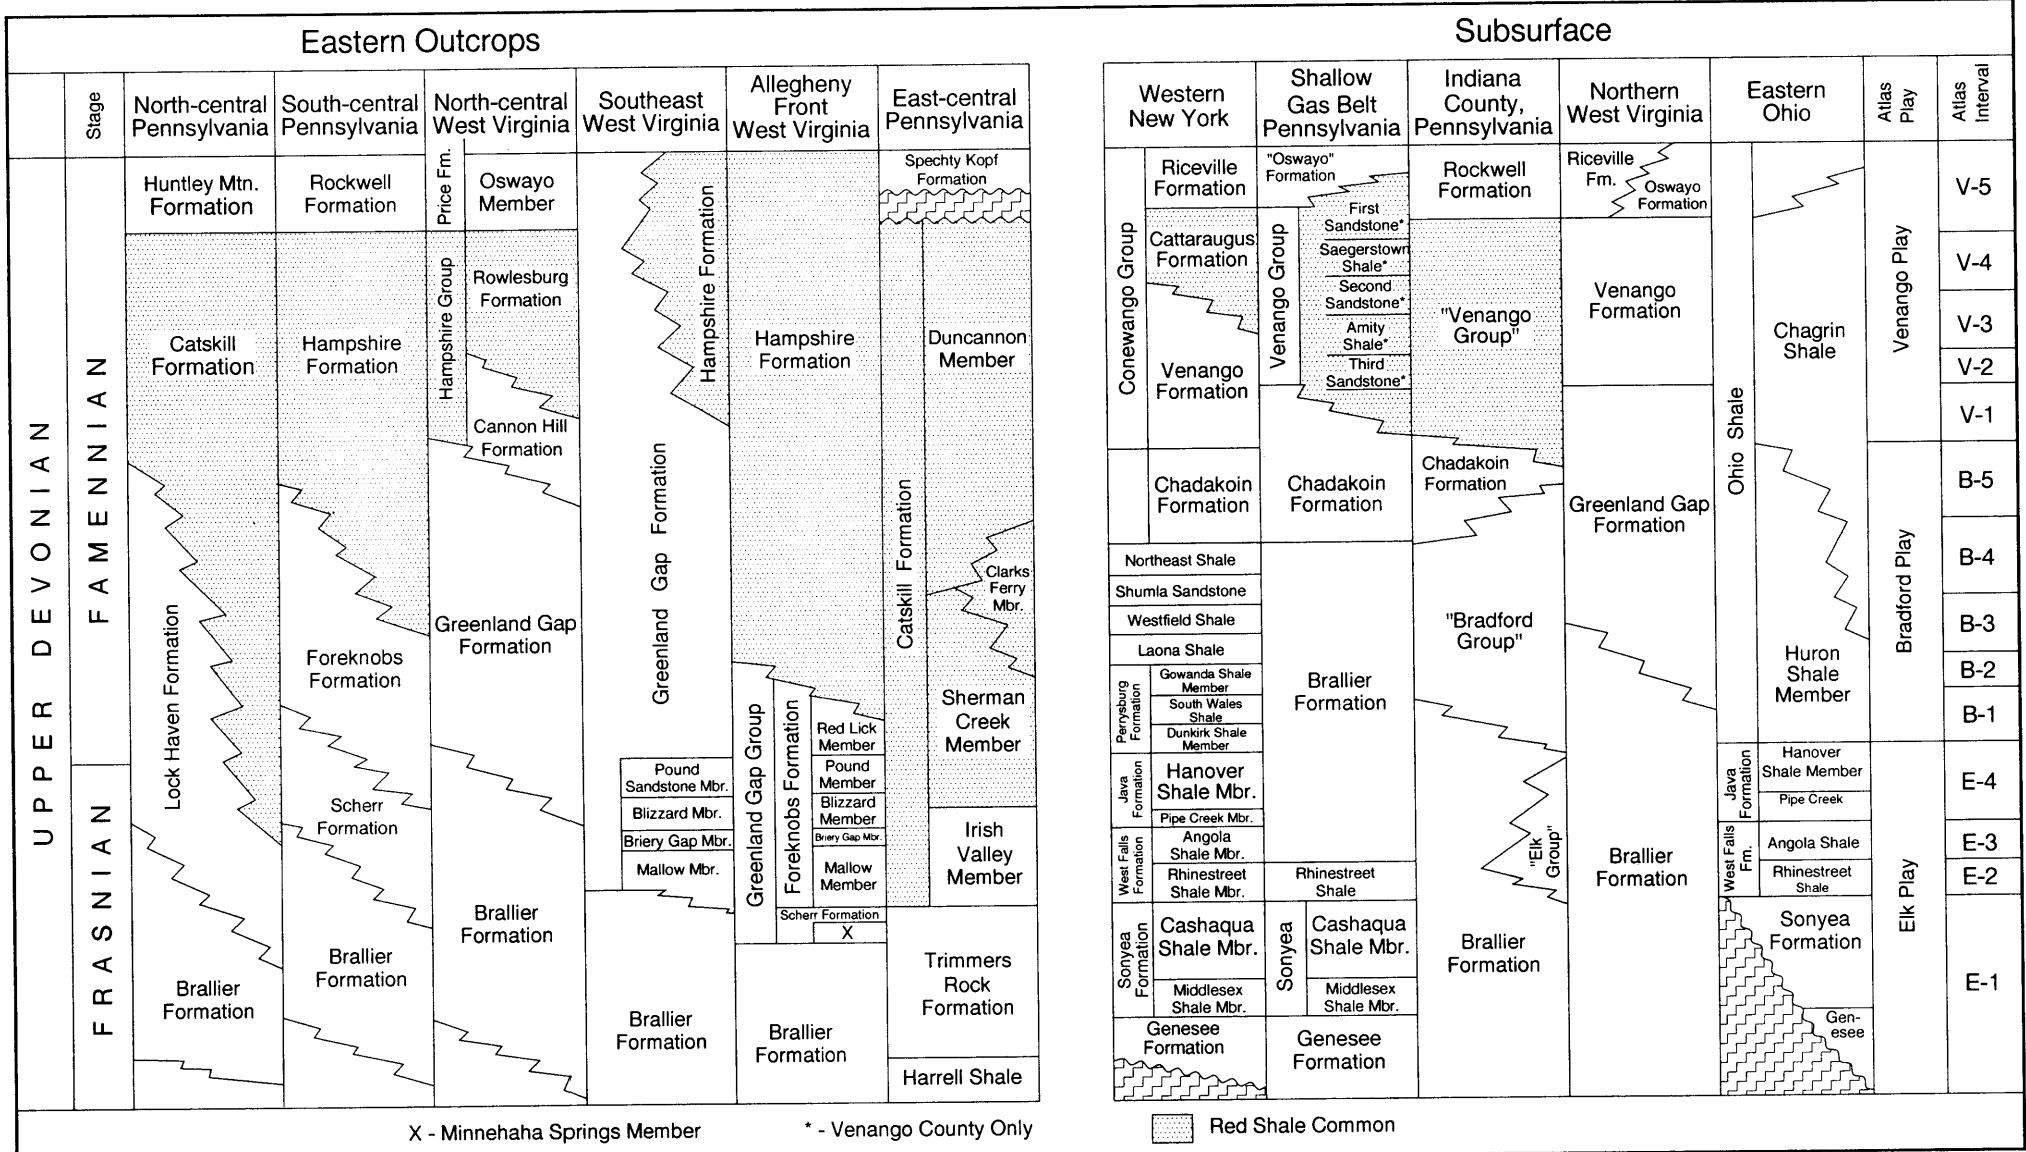 Eastern Outcrops
Subsurface
Stage
North-central
Pennsylvania
South-central
Pennsylvania
North-central
West Virginia
Southeast
West Virginia
Allegheny
Front
West Virginia
East-central
Pennsylvania
Western
New York
Shallow
Gas Belt
Pennsylvania
Indiana
County,
Pennsylvania
Northern
West Virginia
Eastern
Ohio
Atlas
Play
Atlas
Interval
UPPER DEVONIAN
FAMENNIAN
FRASNIAN
Huntley Mtn.
Formation
Catskill
Formation
Lock Haven Formation
Brallier
Formation
Rockwell
Formation
Hampshire
Formation
Foreknobs
Formation
Scherr
Formation
Brallier
Formation
Price Fm.
Oswayo
Member
Hampshire Group
Rowlesburg
Formation
Cannon Hill
Formation
Greenland Gap
Formation
Brallier
Formation
Hampshire Formation
Greenland Gap Formation
Pound
Sandstone Mbr.
Blizzard Mbr.
Briery Gap Mbr.
Mallow Mbr.
Brallier
Formation
Hampshire
Formation
Greenland Gap Group
Foreknobs Formation
Red Lick
Member
Pound
Member
Blizzard
Member
Briery Gap Mbr.
Mallow
Member
Scherr Formation
X
Brallier
Formation
Spechty Kopf
Formation
Catskill Formation
Duncannon
Member
Clarks
Ferry
Mbr.
Sherman
Creek
Member
Irish
Valley
Member
Trimmers
Rock
Formation
Harrell Shale
Conewango Group
Riceville
Formation
Cattaraugus
Formation
Venango
Formation
Chadakoin
Formation
Northeast Shale
Shumla Sandstone
Westfield Shale
Laona Shale
Perrysburg
Formation
Gowanda Shale
Member
South Wales
Shale
Dunkirk Shale
Member
Java
Formation
Hanover
Shale Mbr.
Pipe Creek Mbr.
West Falls
Formation
Angola
Shale Mbr.
Rhinestreet
Shale Mbr.
Sonyea
Formation
Cashaqua
Shale Mbr.
Middlesex
Shale Mbr.
Genesee
Formation
"Oswayo"
Formation
Venango Group
First
Sandstone*
Saegerstown
Shale*
Second
Sandstone*
Amity
Shale*
Third
Sandstone*
Chadakoin
Formation
Brallier
Formation
Rhinestreet
Shale
Sonyea
Cashaqua
Shale Mbr.
Middlesex
Shale Mbr.
Genesee
Formation
Rockwell
Formation
"Venango
Group"
Chadakoin
Formation
"Bradford
Group"
"Elk
Group"
Brallier
Formation
Riceville
Fm.
Oswayo
Formation
Venango
Formation
Greenland Gap
Formation
Brallier
Formation
Ohio Shale
Chagrin
Shale
Huron
Shale
Member
Java
Formation
Hanover
Shale Member
Pipe Creek
West Falls
Fm.
Angola Shale
Rhinestreet
Shale
Sonyea
Formation
Gen-
esee
Venango Play
Bradford Play
Elk Play
V-5
V-4
V-3
V-2
V-1
B-5
B-4
B-3
B-2
B-1
E-4
E-3
E-2
E-1
X - Minnehaha Springs Member
* - Venango County Only
Red Shale Common